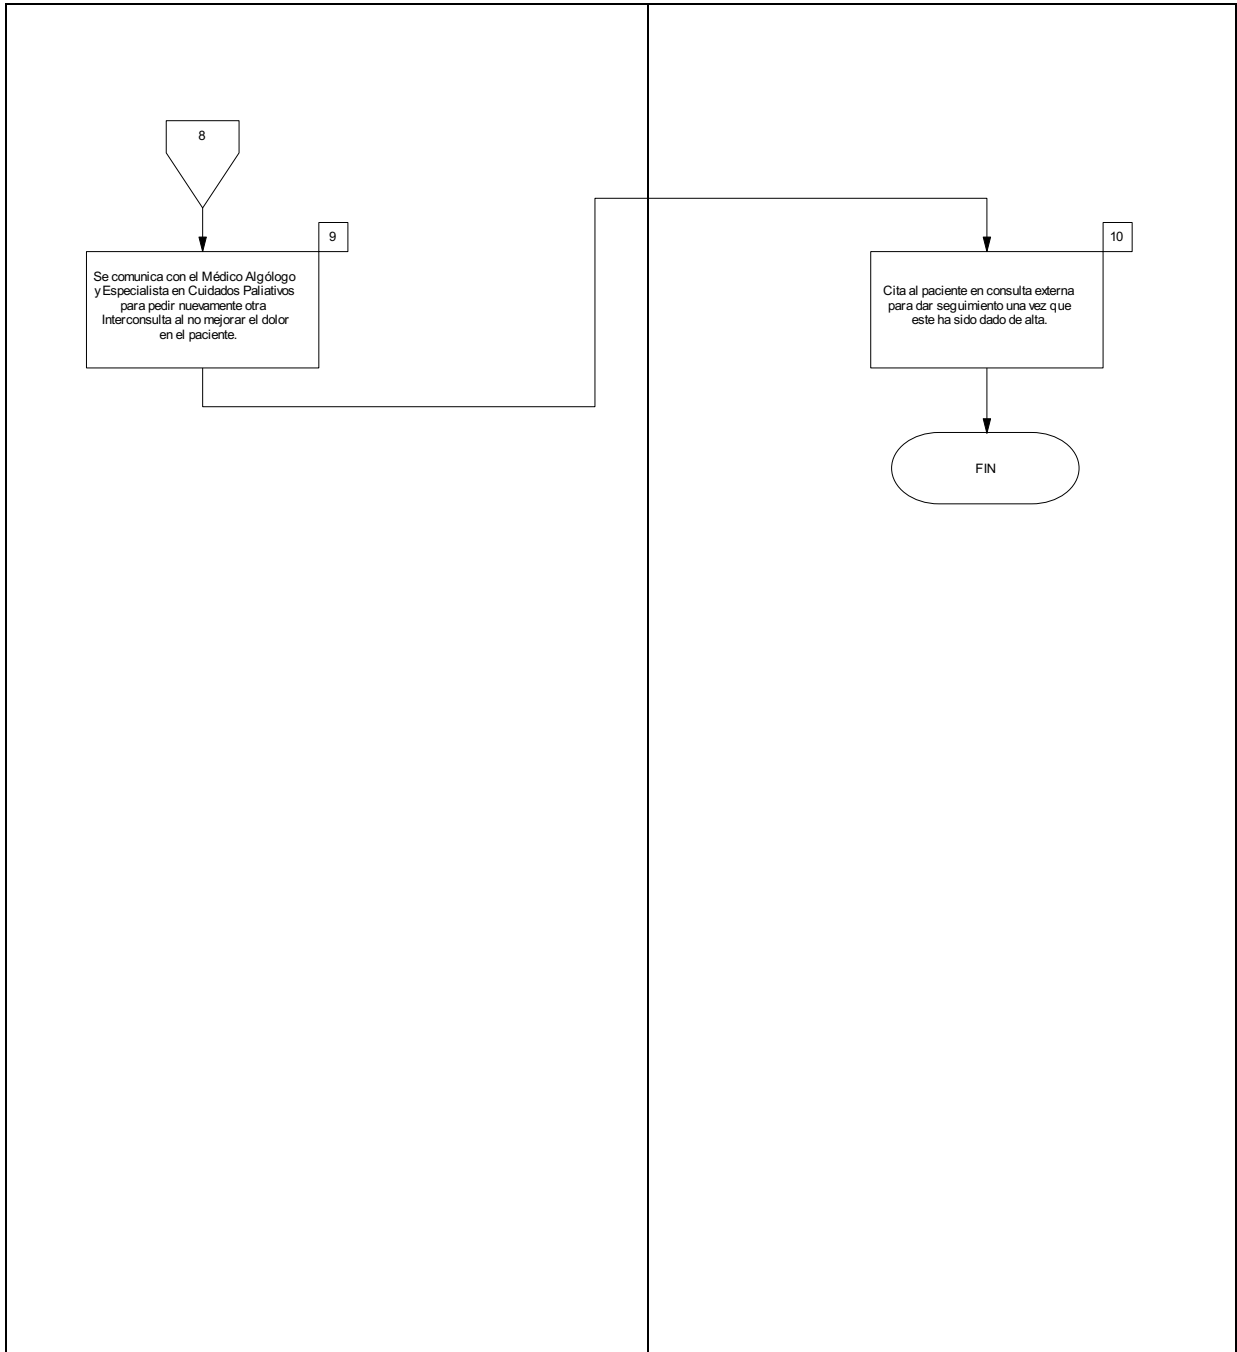 8
9
Se comunica con el Médico Algólogo
y Especialista en Cuidados Paliativos
para pedir nuevamente otra
Interconsulta al no mejorar el dolor
en el paciente.
10
Cita al paciente en consulta externa
para dar seguimiento una vez que
este ha sido dado de alta.
FIN